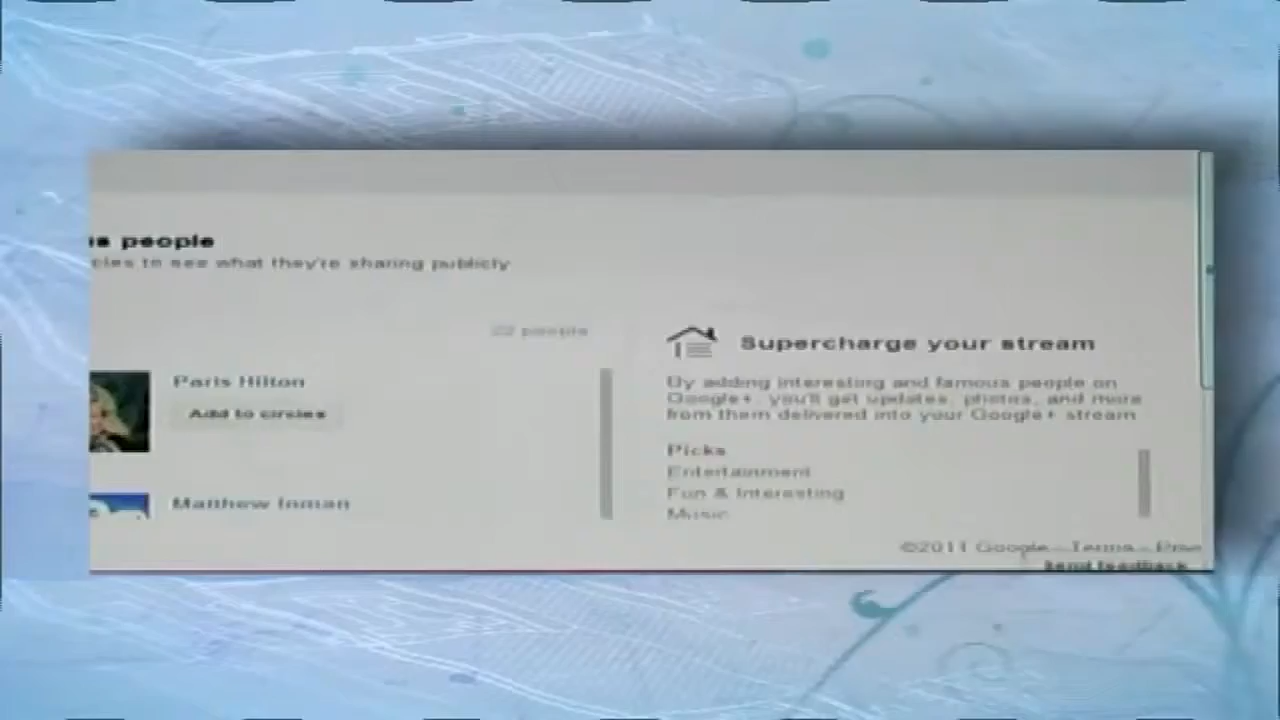 people
to see what they're sharing publicly
22 people
Paris Hilton
Add to circles
Matthew Inman
Supercharge your stream
By adding interesting and famous people on
Google+, you'll get updates, photos, and more
from them delivered into your Google+ stream
Picks
Entertainment
Fun & Interesting
Music
©2011 Google - Terms -
Send feedback